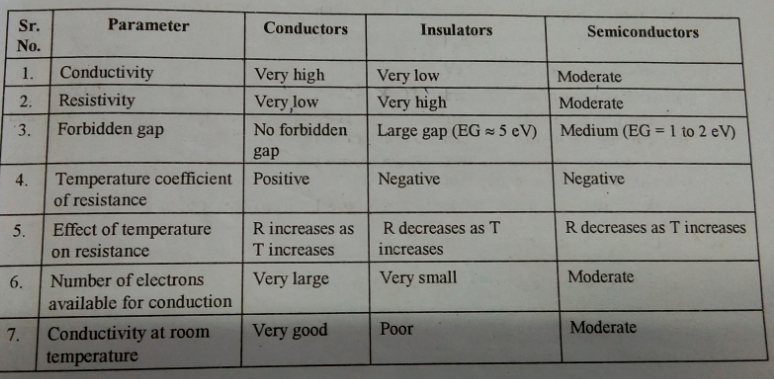 Sr. No. | Parameter | Conductors | Insulators | Semiconductors
1. | Conductivity | Very high | Very low | Moderate
2. | Resistivity | Very low | Very high | Moderate
3. | Forbidden gap | No forbidden gap | Large gap (EG ≈ 5 eV) | Medium (EG = 1 to 2 eV)
4. | Temperature coefficient of resistance | Positive | Negative | Negative
5. | Effect of temperature on resistance | R increases as T increases | R decreases as T increases | R decreases as T increases
6. | Number of electrons available for conduction | Very large | Very small | Moderate
7. | Conductivity at room temperature | Very good | Poor | Moderate